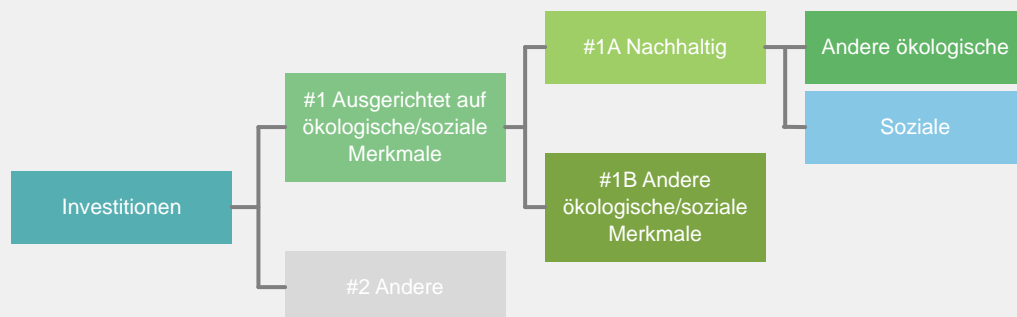 #1A Nachhaltig
Andere ökologische
#1 Ausgerichtet auf
ökologische/soziale
Merkmale
Soziale
#1B Andere
ökologische/soziale
Merkmale
Investitionen
#2 Andere